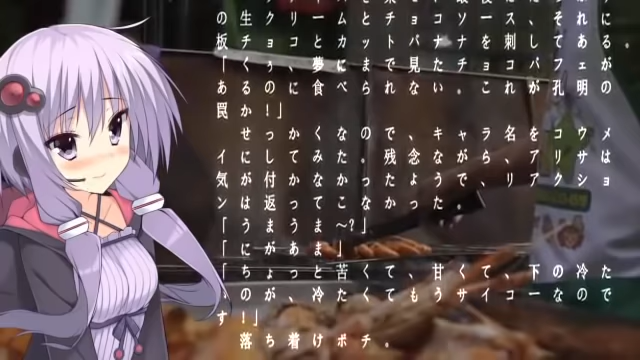 の生クリームとチョコソース、それに
板チョコとカットバナナを刺してある。
「くぅ、夢にまで見たチョコパフェが
あるのに食べられない。これが孔明の
罠か!」
　せっかくなので、キャラ名をコウメ
イにしてみた。残念ながら、アリサは
気が付かなかったようで、リアクショ
ンは返ってこなかった。
「うまうま~?」
「にがあま」
「ちょっと苦くて、甘くて、下の冷た
いのが、冷たくてもうサイコーなので
す!」
　落ち着けポチ。